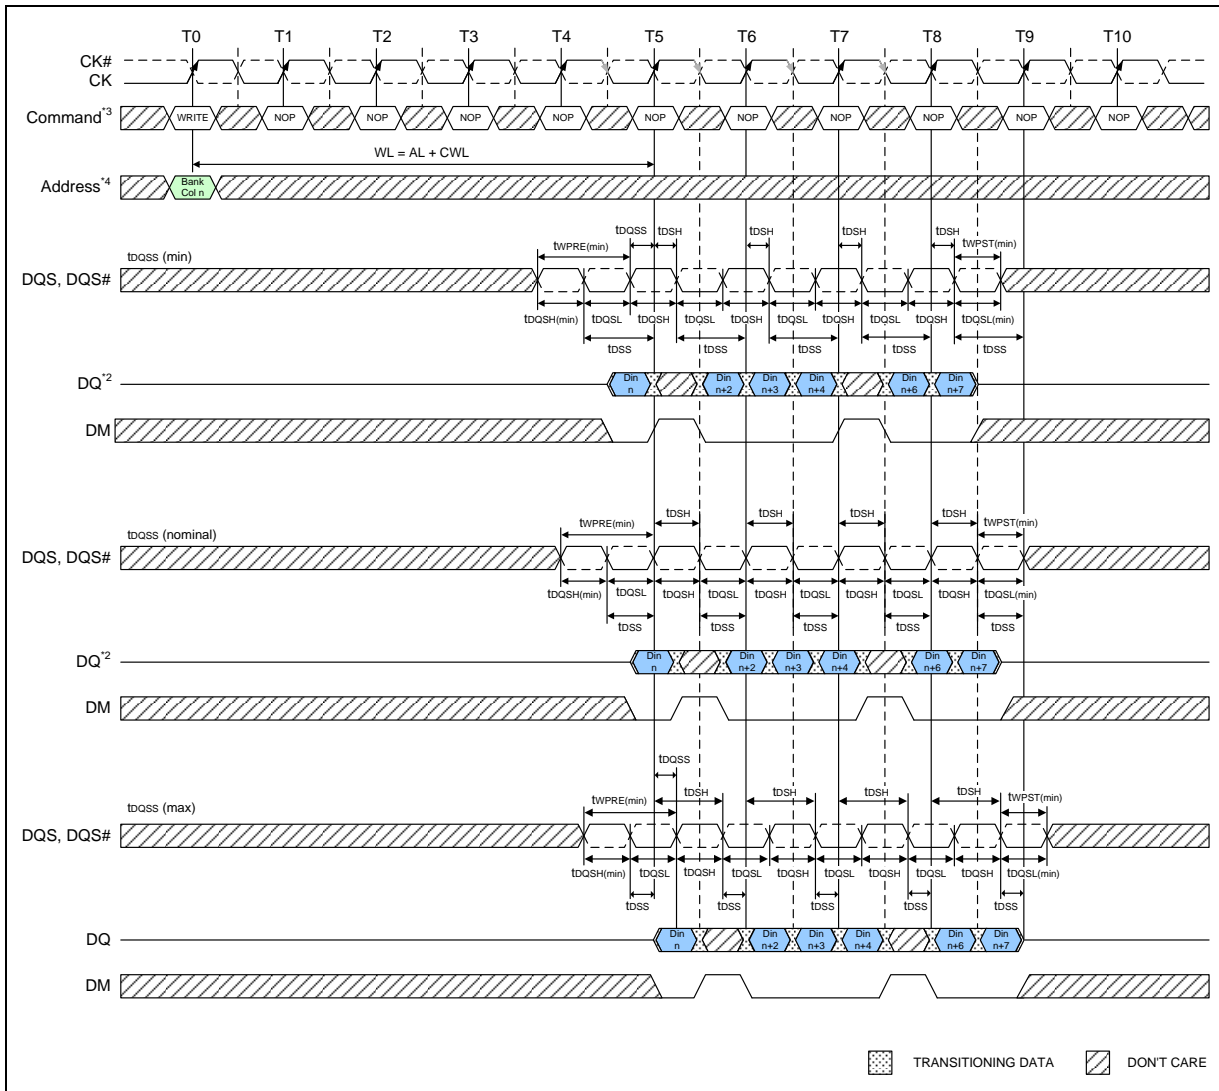 T0 T1 T2 T3 T4 T5 T6 T7 T8 T9 T10
CK#
CK
Command*3 WRITE NOP NOP NOP NOP NOP NOP NOP NOP NOP NOP
WL = AL + CWL
Address*4 Bank Col n
tDQSS tDSH tDSH tDSH tDSH
tDQSS (min) tWPRE(min) tWPST(min)
DQS, DQS#
tDQSH(min) tDQSL tDQSH tDQSL tDQSH tDQSL tDQSH tDQSL tDQSH tDQSL(min)
tDSS tDSS tDSS tDSS tDSS
DQ*2 Din n Din n+2 Din n+3 Din n+4 Din n+6 Din n+7
DM
tDQSS (nominal) tWPRE(min) tDSH tDSH tDSH tDSH tWPST(min)
DQS, DQS#
tDQSH(min) tDQSL tDQSH tDQSL tDQSH tDQSL tDQSH tDQSL tDQSH tDQSL(min)
tDSS tDSS tDSS tDSS tDSS
DQ*2 Din n Din n+2 Din n+3 Din n+4 Din n+6 Din n+7
DM
tDQSS
tDQSS (max) tWPRE(min) tDSH tDSH tDSH tDSH tWPST(min)
DQS, DQS#
tDQSH(min) tDQSL tDQSH tDQSL tDQSH tDQSL tDQSH tDQSL tDQSH tDQSL(min)
tDSS tDSS tDSS tDSS tDSS
DQ Din n Din n+2 Din n+3 Din n+4 Din n+6 Din n+7
DM
TRANSITIONING DATA DON'T CARE